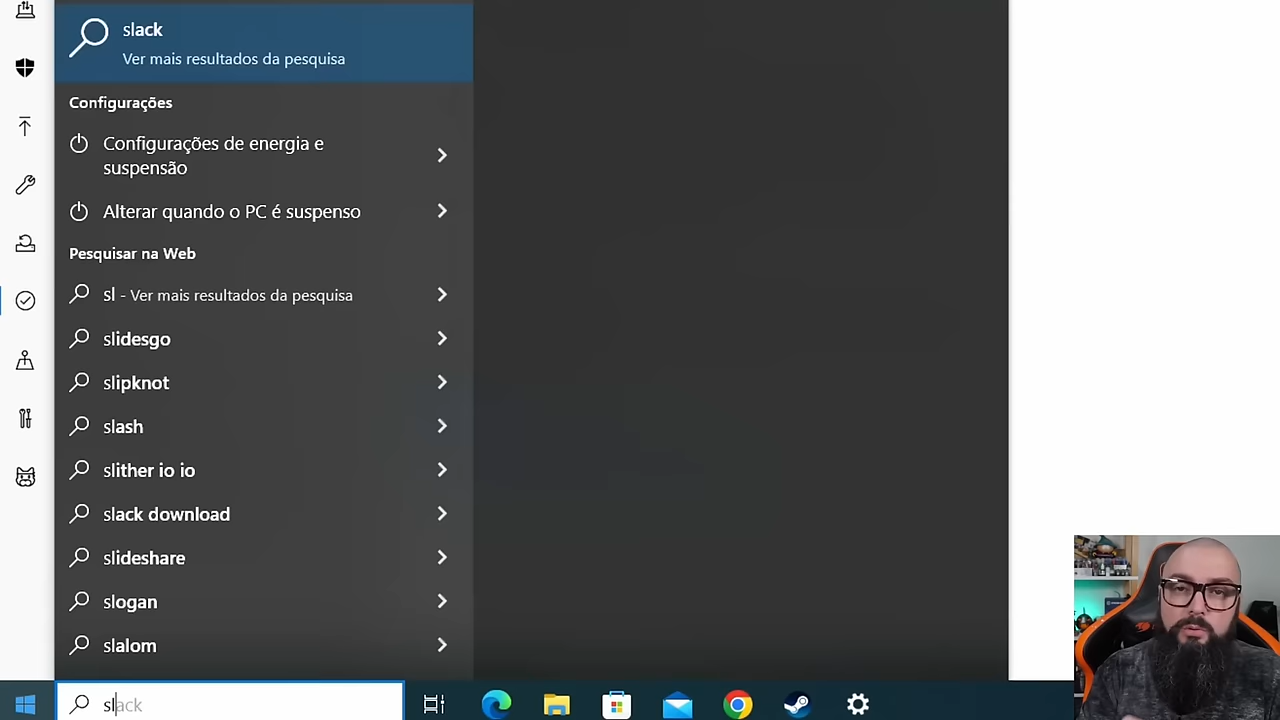 slack
Ver mais resultados da pesquisa
Configurações
Configurações de energia e
suspensão
Alterar quando o PC é suspenso
Pesquisar na Web
sl - Ver mais resultados da pesquisa
slidesgo
slipknot
slash
slither io io
slack download
slideshare
slogan
slalom
slack